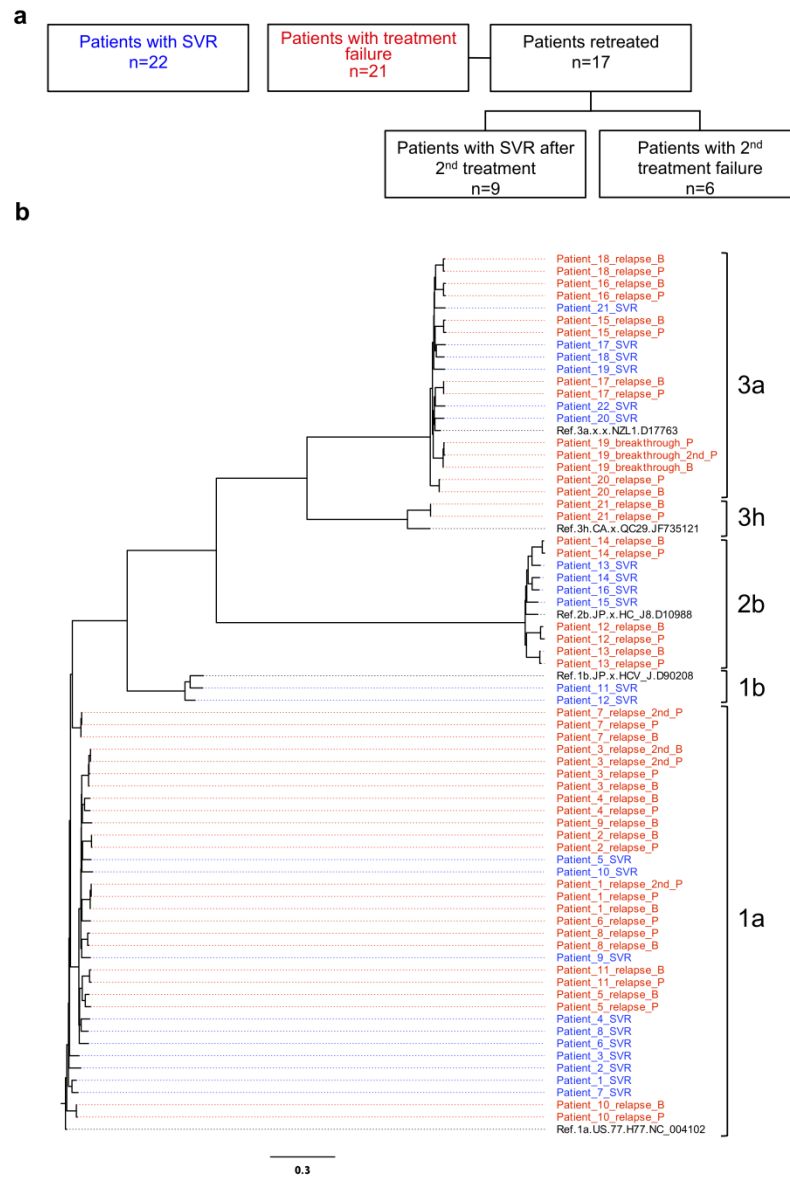 a
Patients with SVR
n=22
Patients with treatment
failure
n=21
Patients retreated
n=17
Patients with SVR after
2nd treatment
n=9
Patients with 2nd
treatment failure
n=6
b
Patient_18_relapse_B
Patient_18_relapse_P
Patient_16_relapse_B
Patient_16_relapse_P
Patient_21_SVR
Patient_15_relapse_B
Patient_15_relapse_P
Patient_17_SVR
Patient_18_SVR
Patient_19_SVR
Patient_17_relapse_B
Patient_17_relapse_P
Patient_22_SVR
Patient_20_SVR
Ref.3a.x.x.NZL1.D17763
Patient_19_breakthrough_P
Patient_19_breakthrough_2nd_P
Patient_19_breakthrough_B
Patient_20_relapse_P
Patient_20_relapse_B
3a
Patient_21_relapse_B
Patient_21_relapse_P
Ref.3h.CA.x.QC29.JF735121
3h
Patient_14_relapse_B
Patient_14_relapse_P
Patient_13_SVR
Patient_14_SVR
Patient_16_SVR
Patient_15_SVR
Ref.2b.JP.x.HC_J8.D10988
Patient_12_relapse_B
Patient_12_relapse_P
Patient_13_relapse_B
Patient_13_relapse_P
2b
Ref.1b.JP.x.HCV_J.D90208
Patient_11_SVR
Patient_12_SVR
1b
Patient_7_relapse_2nd_P
Patient_7_relapse_P
Patient_7_relapse_B
Patient_3_relapse_2nd_B
Patient_3_relapse_2nd_P
Patient_3_relapse_P
Patient_3_relapse_B
Patient_4_relapse_B
Patient_4_relapse_P
Patient_9_relapse_B
Patient_2_relapse_B
Patient_2_relapse_P
Patient_5_SVR
Patient_10_SVR
Patient_1_relapse_2nd_P
Patient_1_relapse_P
Patient_1_relapse_B
Patient_6_relapse_P
Patient_8_relapse_P
Patient_8_relapse_B
Patient_9_SVR
Patient_11_relapse_B
Patient_11_relapse_P
Patient_5_relapse_B
Patient_5_relapse_P
Patient_4_SVR
Patient_8_SVR
Patient_6_SVR
Patient_3_SVR
Patient_2_SVR
Patient_1_SVR
Patient_7_SVR
Patient_10_relapse_B
Patient_10_relapse_P
Ref.1a.US.77.H77.NC_004102
1a
0.3